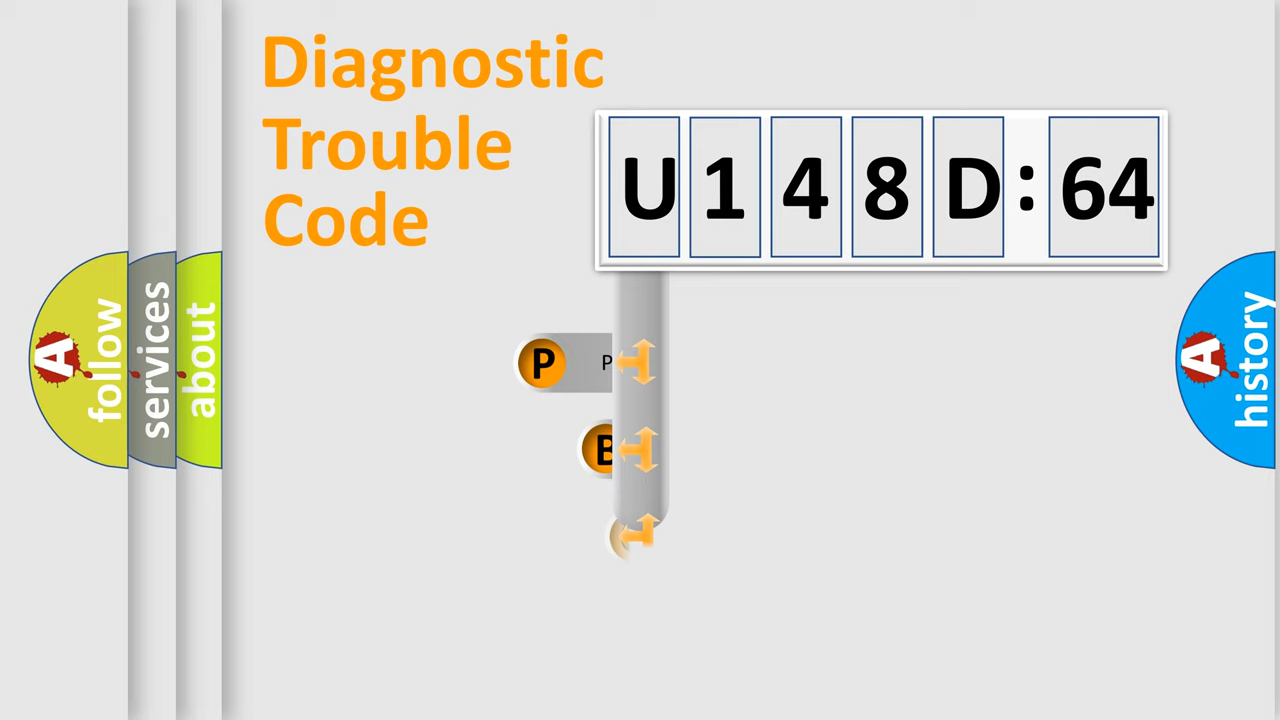 Diagnostic
Trouble
Code
U148D:64
P P
B
A follow
services
about
A history